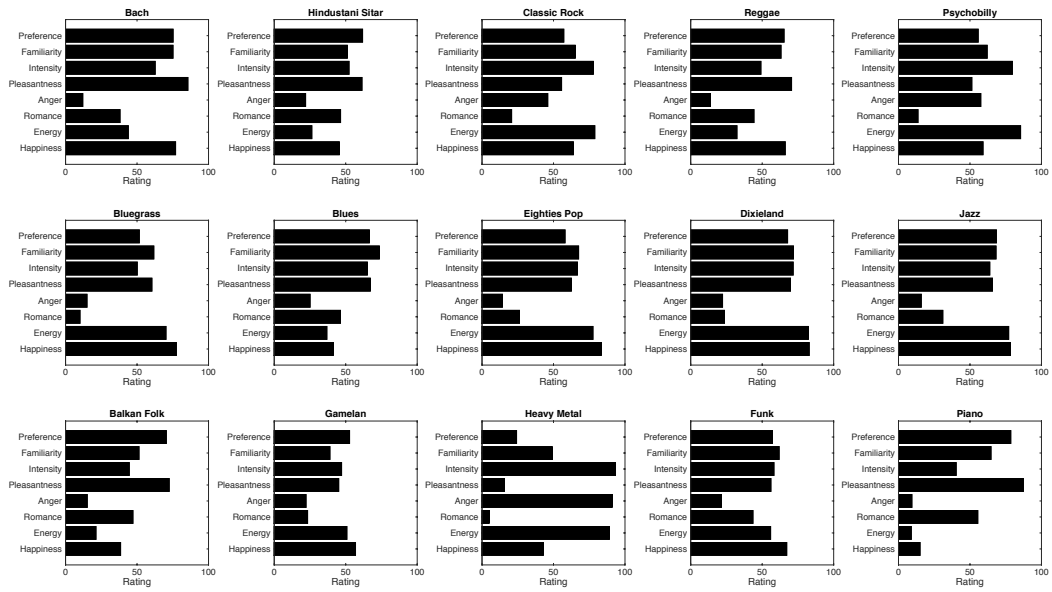 Bach
Preference
Familiarity
Intensity
Pleasantness
Anger
Romance
Energy
Happiness
0 50 100
Rating
Hindustani Sitar
Preference
Familiarity
Intensity
Pleasantness
Anger
Romance
Energy
Happiness
0 50 100
Rating
Classic Rock
Preference
Familiarity
Intensity
Pleasantness
Anger
Romance
Energy
Happiness
0 50 100
Rating
Reggae
Preference
Familiarity
Intensity
Pleasantness
Anger
Romance
Energy
Happiness
0 50 100
Rating
Psychobilly
Preference
Familiarity
Intensity
Pleasantness
Anger
Romance
Energy
Happiness
0 50 100
Rating
Bluegrass
Preference
Familiarity
Intensity
Pleasantness
Anger
Romance
Energy
Happiness
0 50 100
Rating
Blues
Preference
Familiarity
Intensity
Pleasantness
Anger
Romance
Energy
Happiness
0 50 100
Rating
Eighties Pop
Preference
Familiarity
Intensity
Pleasantness
Anger
Romance
Energy
Happiness
0 50 100
Rating
Dixieland
Preference
Familiarity
Intensity
Pleasantness
Anger
Romance
Energy
Happiness
0 50 100
Rating
Jazz
Preference
Familiarity
Intensity
Pleasantness
Anger
Romance
Energy
Happiness
0 50 100
Rating
Balkan Folk
Preference
Familiarity
Intensity
Pleasantness
Anger
Romance
Energy
Happiness
0 50 100
Rating
Gamelan
Preference
Familiarity
Intensity
Pleasantness
Anger
Romance
Energy
Happiness
0 50 100
Rating
Heavy Metal
Preference
Familiarity
Intensity
Pleasantness
Anger
Romance
Energy
Happiness
0 50 100
Rating
Funk
Preference
Familiarity
Intensity
Pleasantness
Anger
Romance
Energy
Happiness
0 50 100
Rating
Piano
Preference
Familiarity
Intensity
Pleasantness
Anger
Romance
Energy
Happiness
0 50 100
Rating